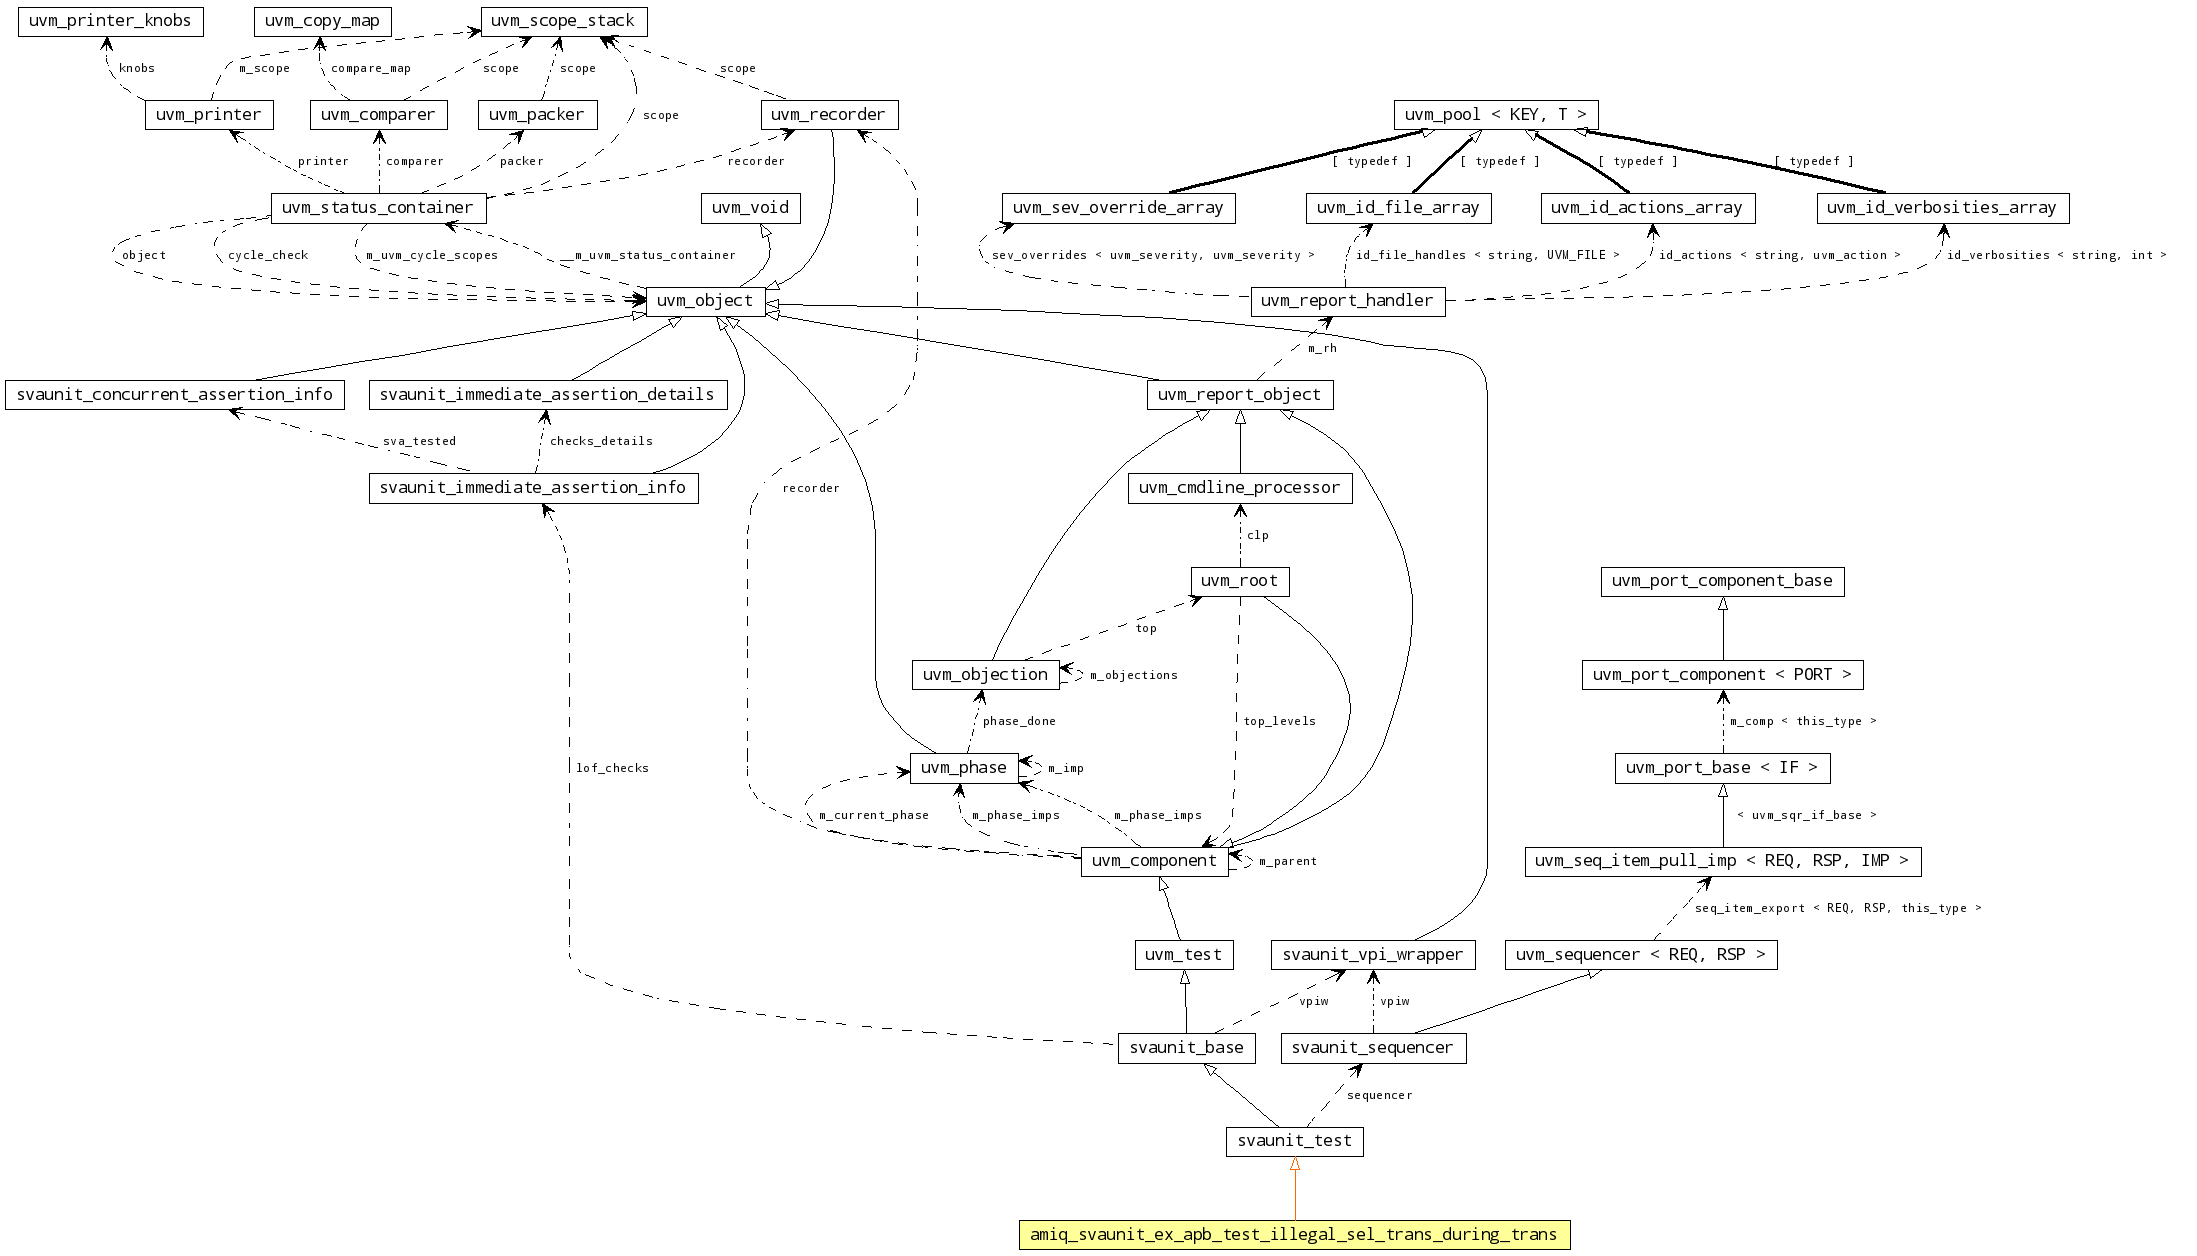 uvm_printer_knobs uvm_copy_map uvm_scope_stack
knobs m_scope compare_map scope scope scope
uvm_printer uvm_comparer uvm_packer uvm_recorder uvm_pool < KEY, T >
scope
printer comparer packer recorder [ typedef ] [ typedef ] [ typedef ] [ typedef ]
uvm_status_container uvm_void uvm_sev_override_array uvm_id_file_array uvm_id_actions_array uvm_id_verbosities_array
object cycle_check m_uvm_cycle_scopes __m_uvm_status_container sev_overrides < uvm_severity, uvm_severity > id_file_handles < string, UVM_FILE > id_actions < string, uvm_action > id_verbosities < string, int >
uvm_object uvm_report_handler
m_rh
svaunit_concurrent_assertion_info svaunit_immediate_assertion_details uvm_report_object
sva_tested checks_details
svaunit_immediate_assertion_info recorder uvm_cmdline_processor
clp
uvm_root uvm_port_component_base
top
uvm_objection m_objections uvm_port_component < PORT >
phase_done top_levels m_comp < this_type >
lof_checks uvm_phase m_imp uvm_port_base < IF >
m_current_phase m_phase_imps m_phase_imps < uvm_sqr_if_base >
uvm_component m_parent uvm_seq_item_pull_imp < REQ, RSP, IMP >
seq_item_export < REQ, RSP, this_type >
uvm_test svaunit_vpi_wrapper uvm_sequencer < REQ, RSP >
vpiw vpiw
svaunit_base svaunit_sequencer
sequencer
svaunit_test
amiq_svaunit_ex_apb_test_illegal_sel_trans_during_trans